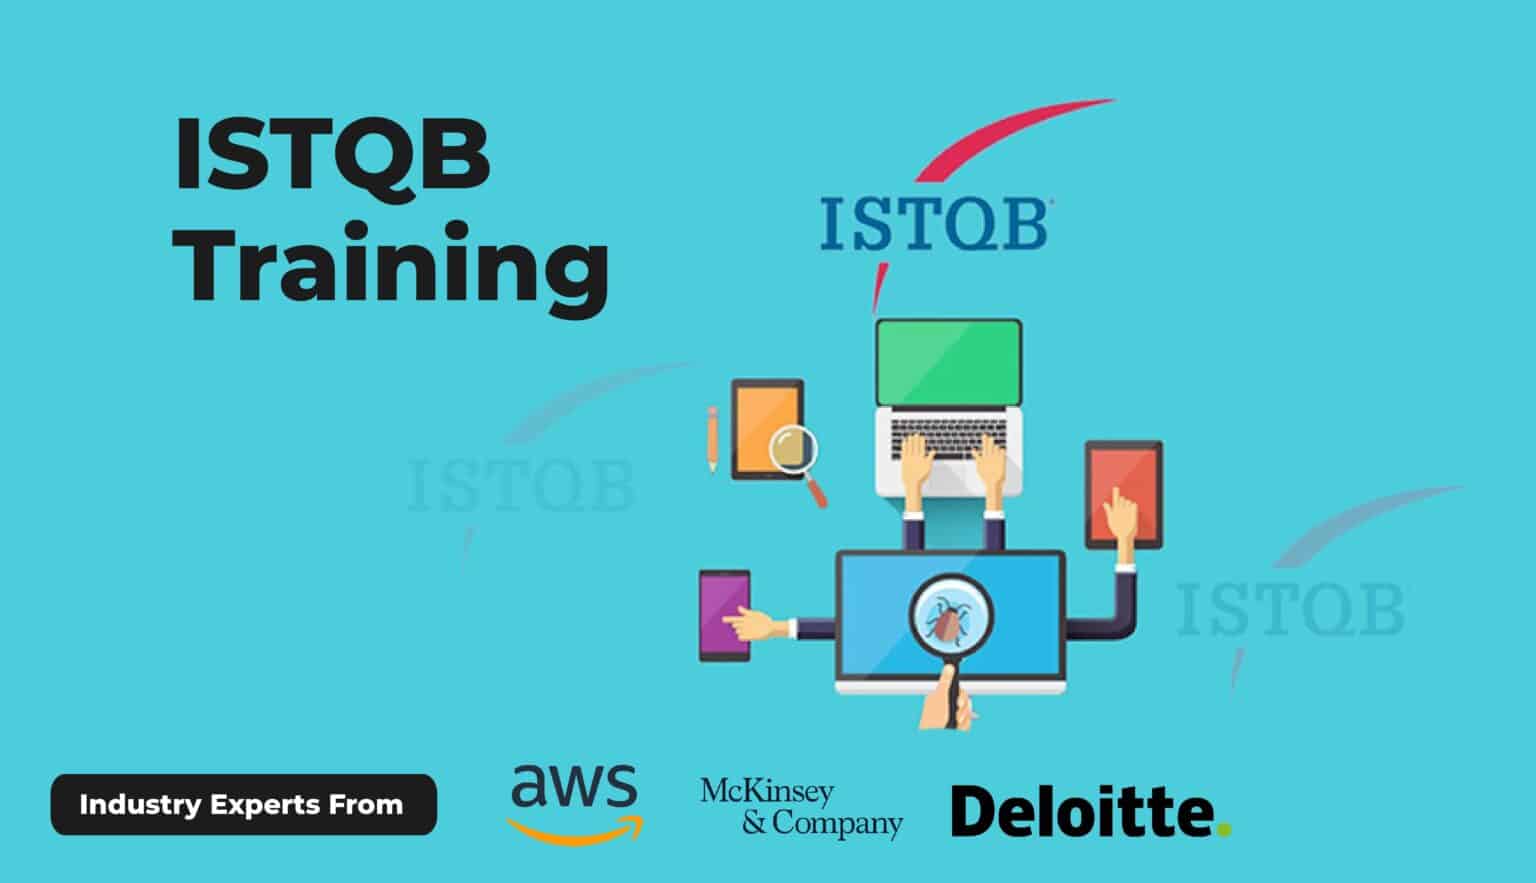 ISTQB
Training
ISTQB®
ISTQB
ISTQB
Industry Experts From
aws
McKinsey
& Company
Deloitte.